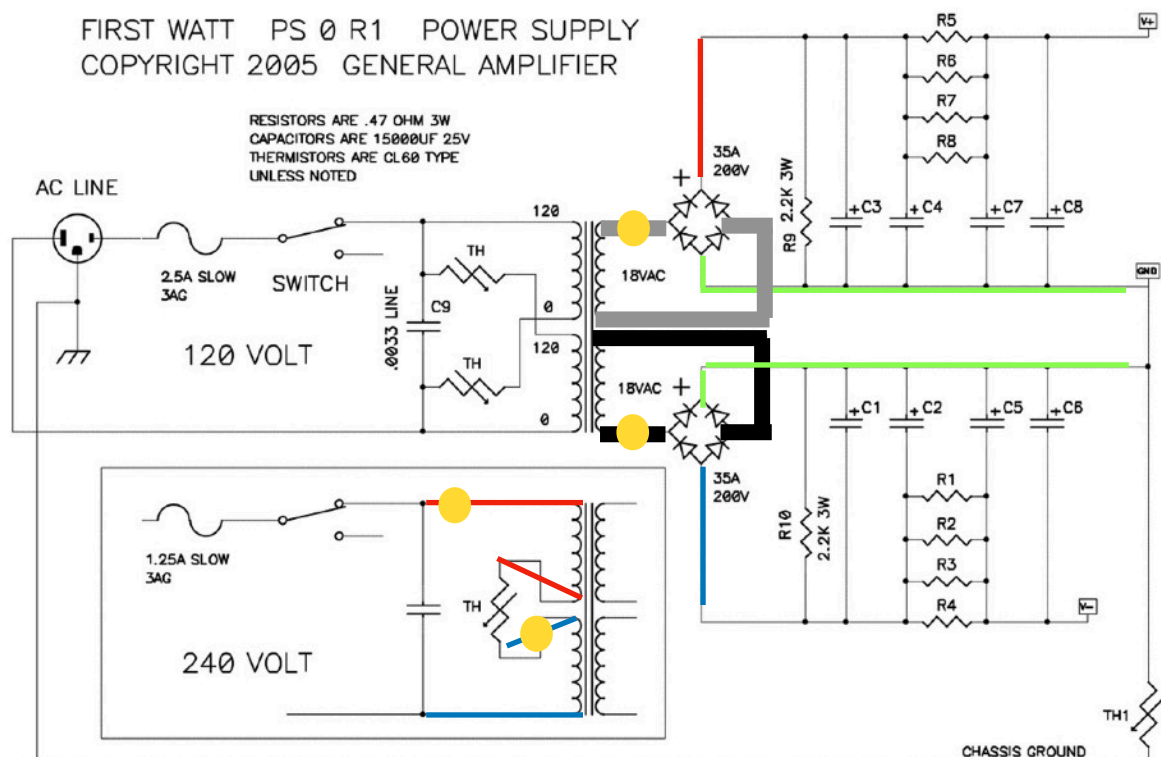 FIRST WATT PS 0 R1 POWER SUPPLY
COPYRIGHT 2005 GENERAL AMPLIFIER
RESISTORS ARE .47 OHM 3W
CAPACITORS ARE 15000UF 25V
THERMISTORS ARE CL60 TYPE
UNLESS NOTED
AC LINE
2.5A SLOW
3AG
SWITCH
120 VOLT
.0033 LINE
C9
TH
TH
120
0
120
0
18VAC
18VAC
+
35A
200V
+
35A
200V
R9 2.2K 3W
+C3
+C4
R5
R6
R7
R8
+C7
+C8
V+
GND
R10
2.2K 3W
+C1
+C2
+C5
+C6
R1
R2
R3
R4
V-
TH1
CHASSIS GROUND
1.25A SLOW
3AG
TH
240 VOLT